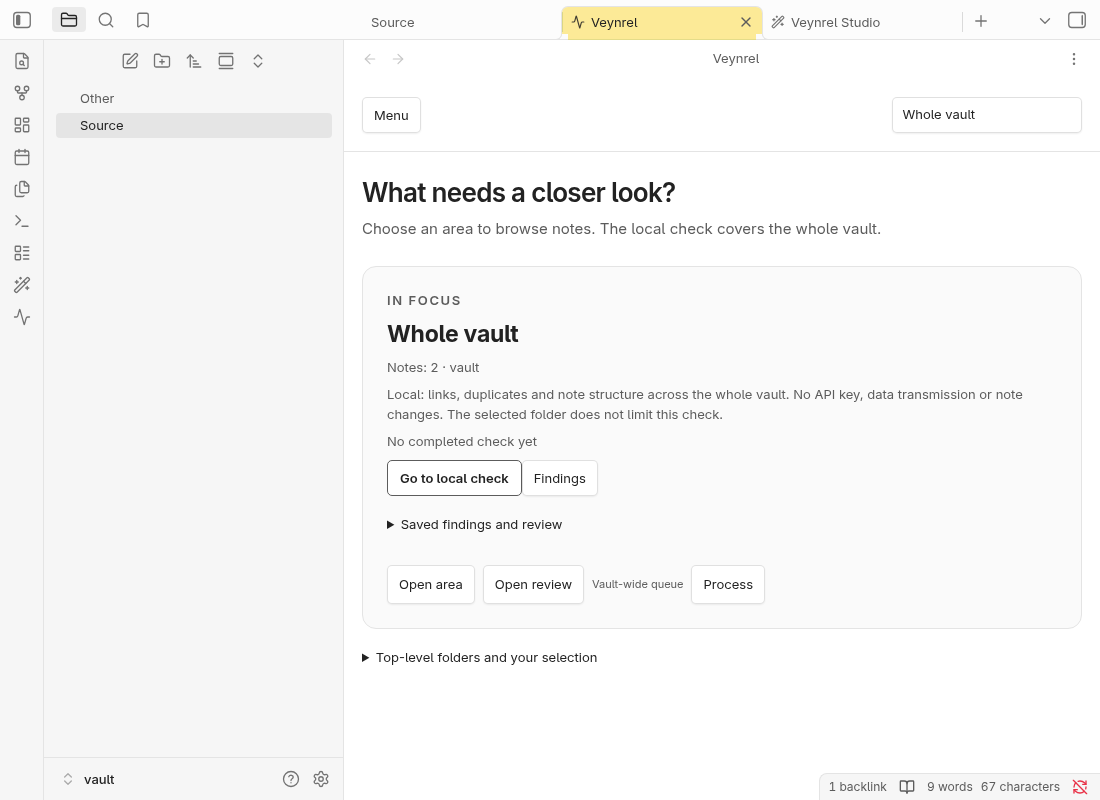 Source
Veynrel
Veynrel Studio
Other
Source
Veynrel
Menu
Whole vault
What needs a closer look?
Choose an area to browse notes. The local check covers the whole vault.
IN FOCUS
Whole vault
Notes: 2 · vault
Local: links, duplicates and note structure across the whole vault. No API key, data transmission or note
changes. The selected folder does not limit this check.
No completed check yet
Go to local check
Findings
Saved findings and review
Open area
Open review
Vault-wide queue
Process
Top-level folders and your selection
vault
1 backlink
9 words
67 characters